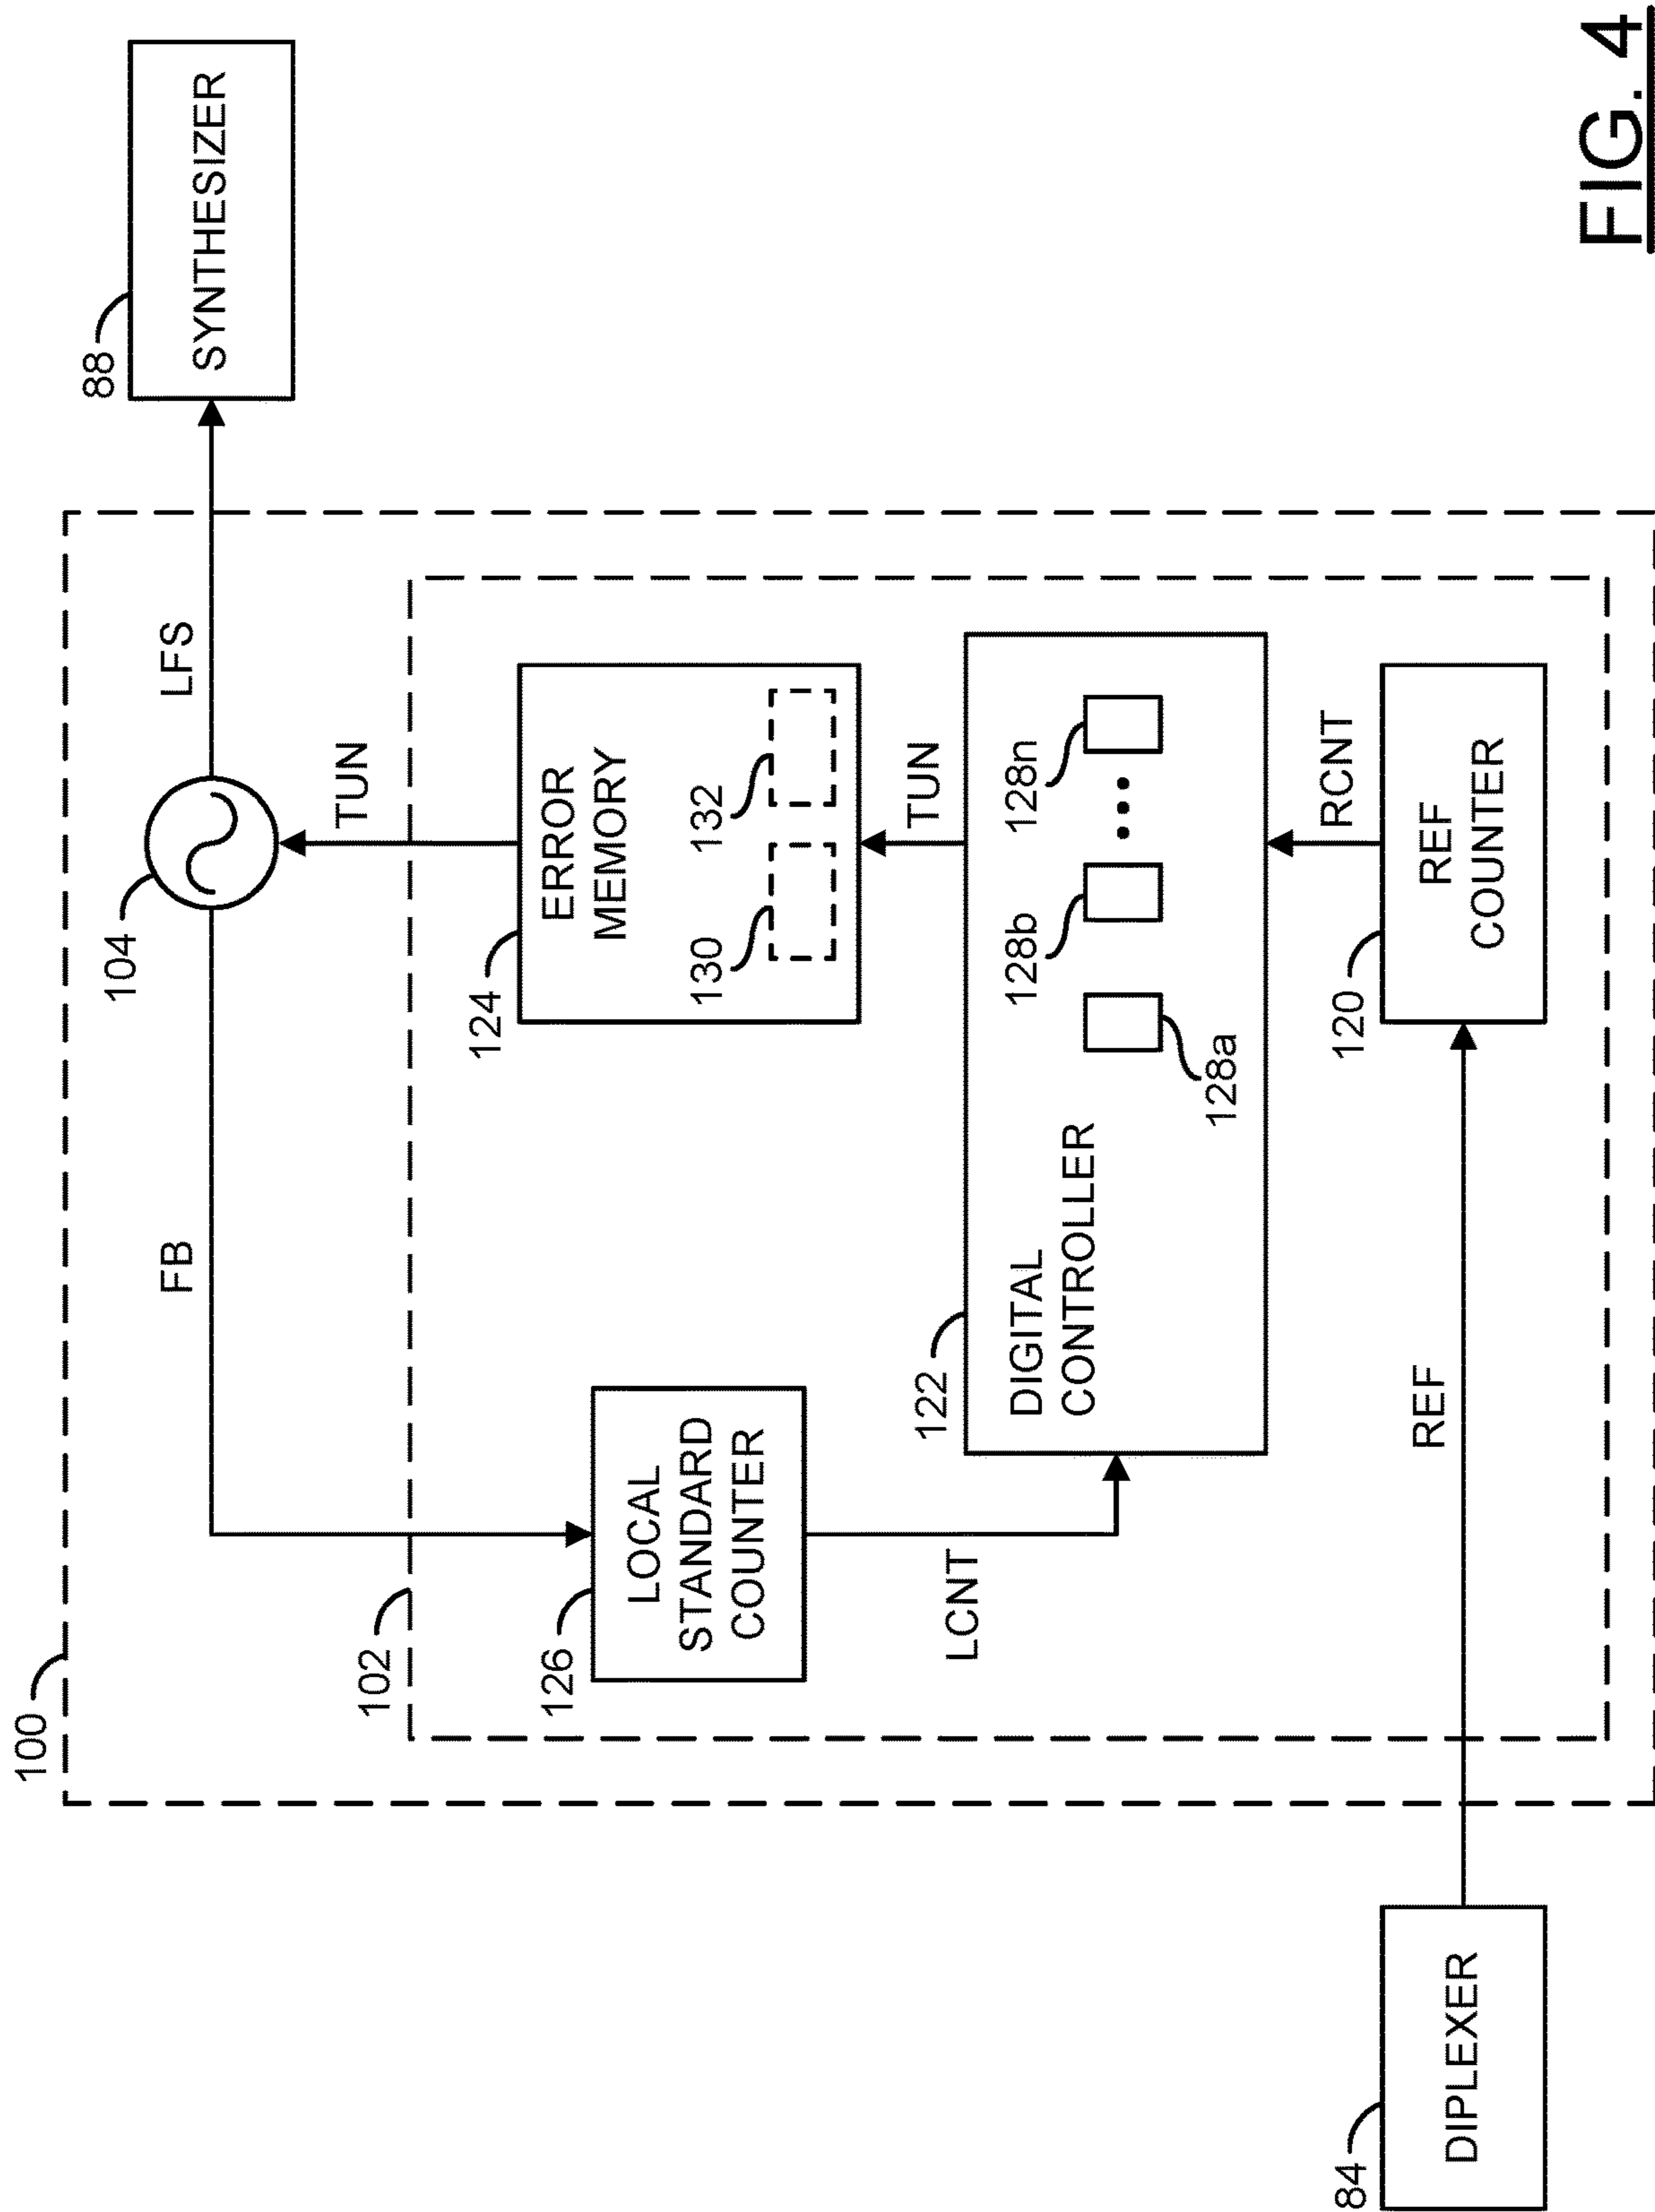 100
104
FB
LFS
88
SYNTHESIZER
102
TUN
126
LOCAL
STANDARD
COUNTER
124
ERROR
MEMORY
130
132
LCNT
TUN
122
DIGITAL
CONTROLLER
128a
128b
128n
•••
RCNT
120
REF
COUNTER
REF
84
DIPLEXER
FIG. 4